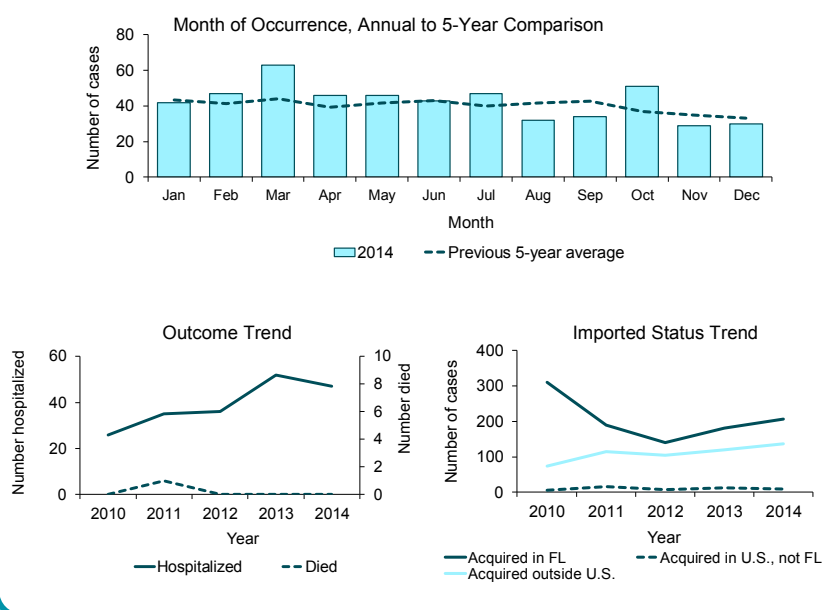 Month of Occurrence, Annual to 5-Year Comparison
Number of cases
80
60
40
20
0
Jan Feb Mar Apr May Jun Jul Aug Sep Oct Nov Dec
Month
2014 Previous 5-year average
Outcome Trend
Number hospitalized
60
40
20
0
10
8
6
4
2
0
Number died
2010 2011 2012 2013 2014
Year
Hospitalized Died
Imported Status Trend
Number of cases
400
300
200
100
0
2010 2011 2012 2013 2014
Year
Acquired in FL Acquired in U.S., not FL
Acquired outside U.S.